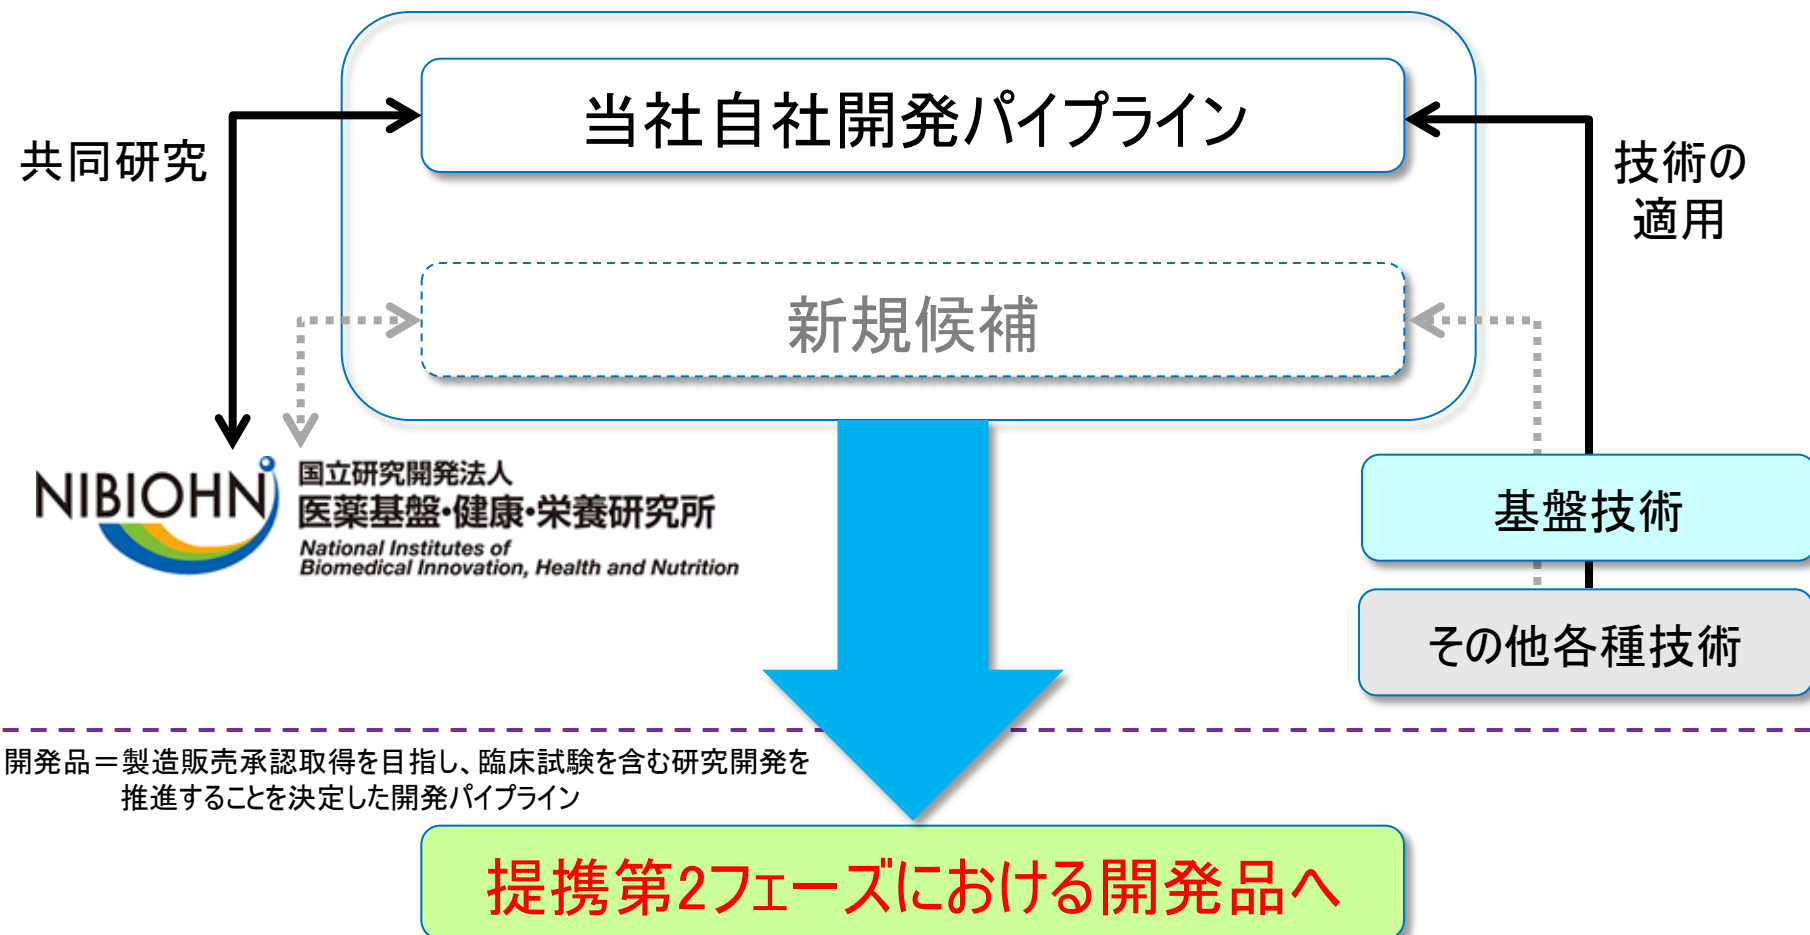 当社自社開発パイプライン
共同研究
技術の
適用
新規候補
NIBIOHN
国立研究開発法人
医薬基盤・健康・栄養研究所
National Institutes of
Biomedical Innovation, Health and Nutrition
基盤技術
その他各種技術
開発品＝製造販売承認取得を目指し、臨床試験を含む研究開発を
推進することを決定した開発パイプライン
提携第2フェーズにおける開発品へ